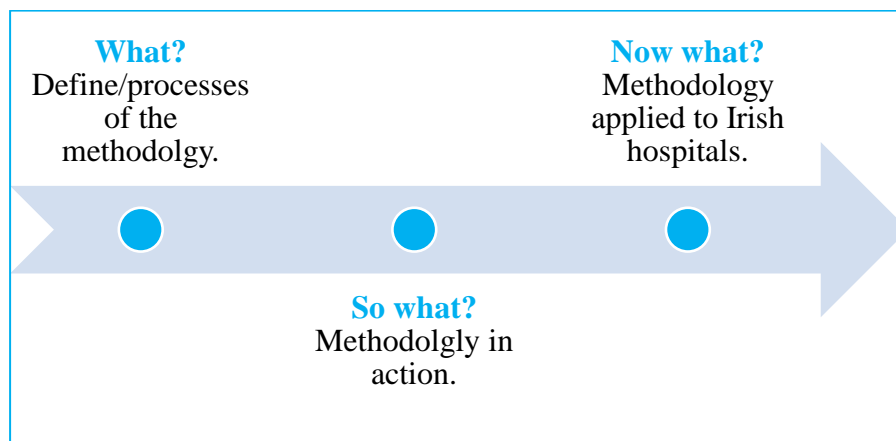 What?
Define/processes
of the
methodolgy.
So what?
Methodolgly in
action.
Now what?
Methodology
applied to Irish
hospitals.